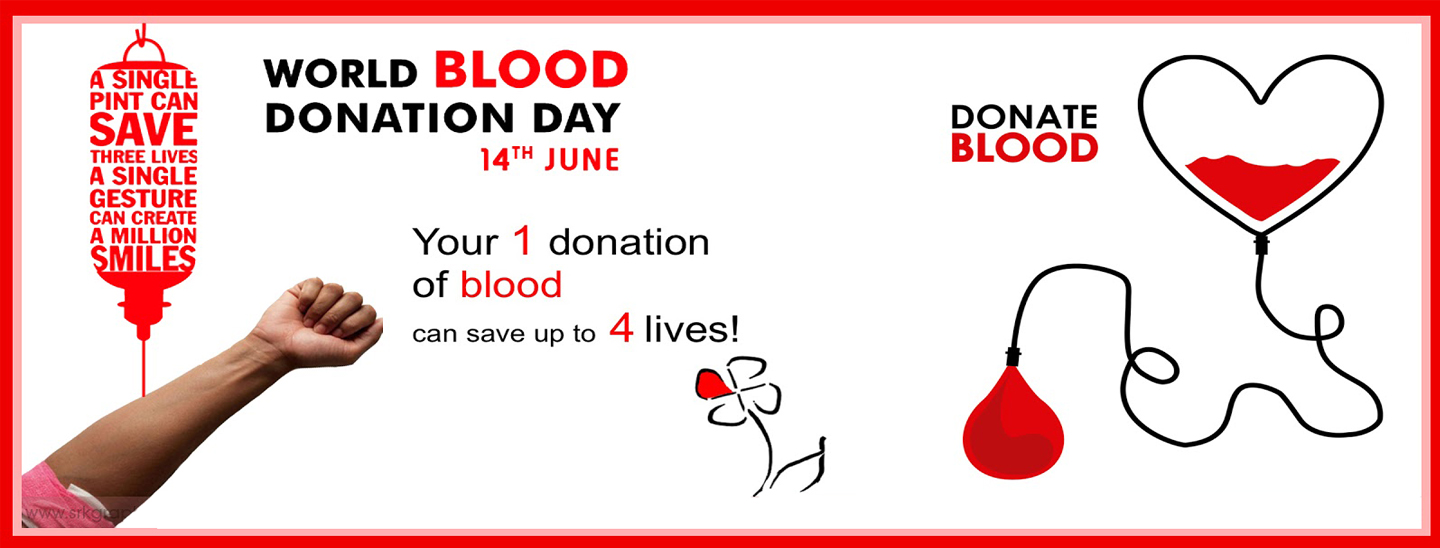 A SINGLE
PINT CAN
SAVE
THREE LIVES
A SINGLE
GESTURE
CAN CREATE
A MILLION
SMILES
WORLD BLOOD
DONATION DAY
14TH JUNE
Your 1 donation
of blood
can save up to 4 lives!
DONATE
BLOOD